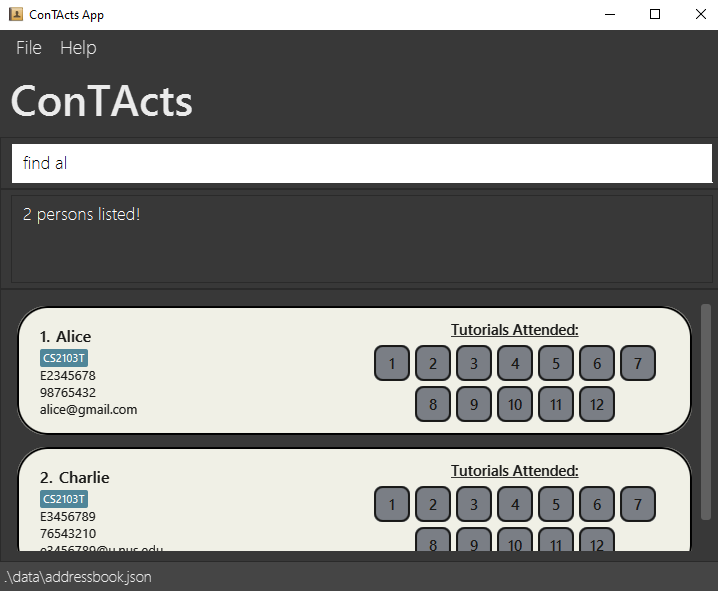 ConTActs App
File Help
ConTActs
find al
2 persons listed!
1. Alice
CS2103T
E2345678
98765432
alice@gmail.com
Tutorials Attended:
1 2 3 4 5 6 7
8 9 10 11 12
2. Charlie
CS2103T
E3456789
76543210
e3456789@u.nus.edu
Tutorials Attended:
1 2 3 4 5 6 7
8 9 10 11 12
.\data\addressbook.json